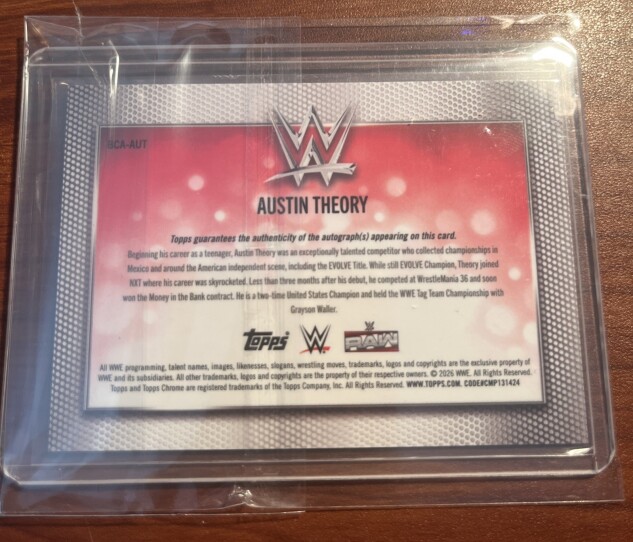 BCA-AUT
W
AUSTIN THEORY
Topps guarantees the authenticity of the autograph(s) appearing on this card.
Beginning his career as a teenager, Austin Theory was an exceptionally talented competitor who collected championships in
Mexico and around the American independent scene, including the EVOLVE Title. While still EVOLVE Champion, Theory joined
NXT where his career was skyrocketed. Less than three months after his debut, he competed at WrestleMania 36 and soon
won the Money in the Bank contract. He is a two-time United States Champion and held the WWE Tag Team Championship with
Grayson Waller.
Topps W RAW
All WWE programming, talent names, images, likenesses, slogans, wrestling moves, trademarks, logos and copyrights are the exclusive property of
WWE and its subsidiaries. All other trademarks, logos and copyrights are the property of their respective owners. © 2026 WWE. All Rights Reserved.
Topps and Topps Chrome are registered trademarks of The Topps Company, Inc. All Rights Reserved. WWW.TOPPS.COM. CODE#CMP131424